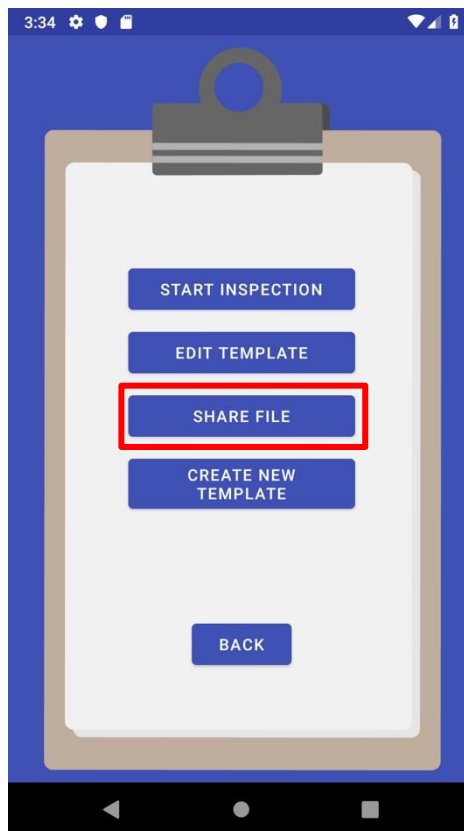 3:34
START INSPECTION
EDIT TEMPLATE
SHARE FILE
CREATE NEW
TEMPLATE
BACK